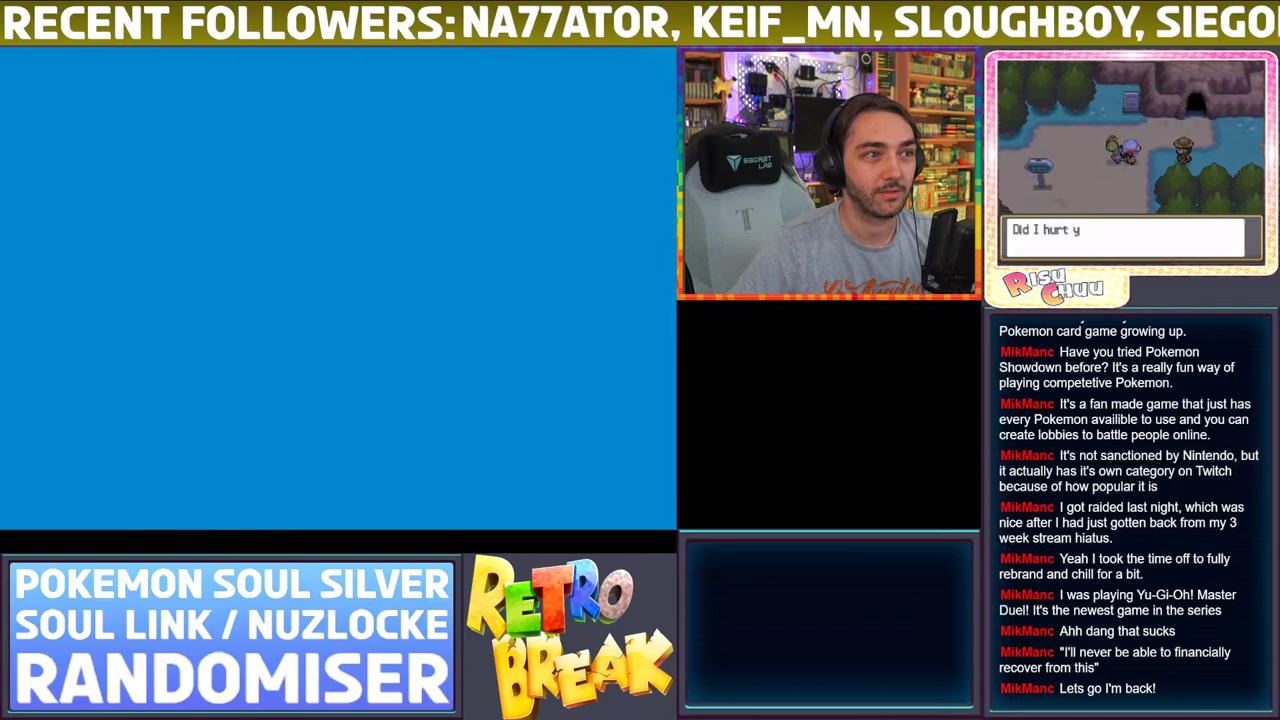 RECENT FOLLOWERS: NA77ATOR, KEIF_MN, SLOUGHBOY, SIEGO
SECRET
LAB
Did I hurt y
RISU
CHUU
Pokemon card game growing up.
MikManc Have you tried Pokemon
Showdown before? It's a really fun way of
playing competetive Pokemon.
MikManc It's a fan made game that just has
every Pokemon availible to use and you can
create lobbies to battle people online.
MikManc It's not sanctioned by Nintendo, but
it actually has it's own category on Twitch
because of how popular it is
MikManc I got raided last night, which was
nice after I had just gotten back from my 3
week stream hiatus.
MikManc Yeah I took the time off to fully
rebrand and chill for a bit.
MikManc I was playing Yu-Gi-Oh! Master
Duel! It's the newest game in the series
MikManc Ahh dang that sucks
MikManc "I'll never be able to financially
recover from this"
MikManc Lets go I'm back!
POKEMON SOUL SILVER
SOUL LINK / NUZLOCKE
RANDOMISER
RETRO
BREAK